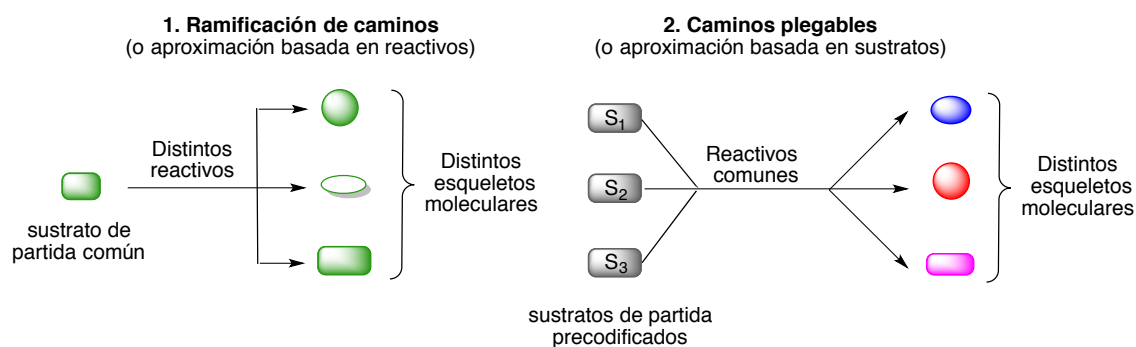 1. Ramificación de caminos
(o aproximación basada en reactivos)
Distintos
reactivos
sustrato de
partida común
Distintos
esqueletos
moleculares
2. Caminos plegables
(o aproximación basada en sustratos)
S1
S2
S3
Reactivos
comunes
sustratos de partida
precodificados
Distintos
esqueletos
moleculares